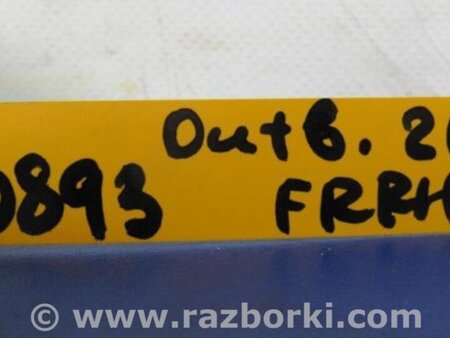 Outb. 2
0893 FRRH
© www.razborki.com